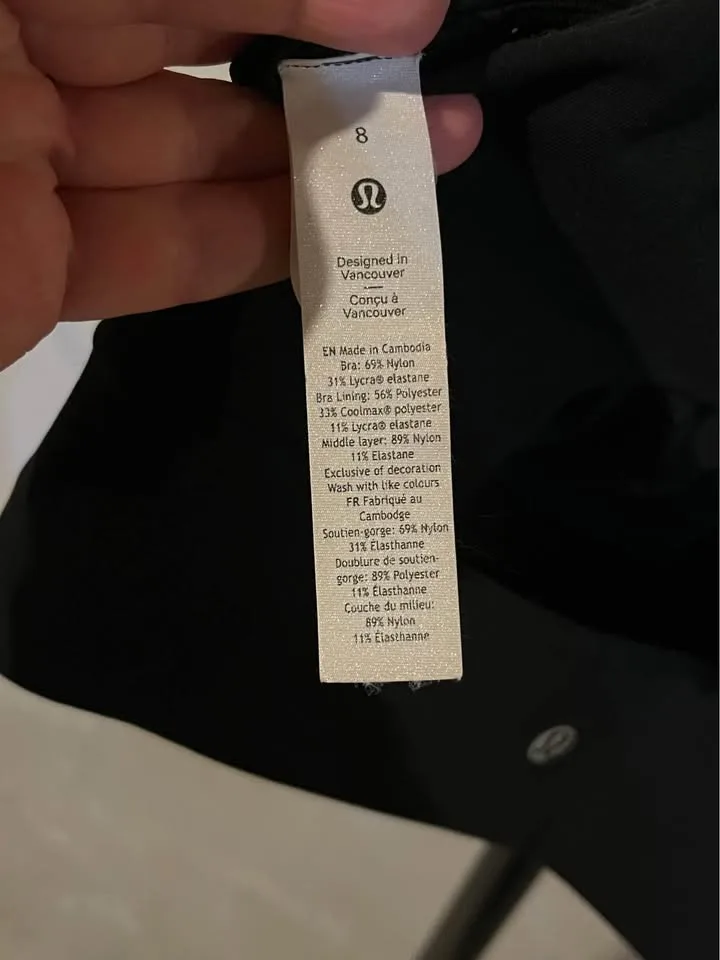 8
Designed in
Vancouver
Conçu à
Vancouver
EN Made in Cambodia
Bra: 69% Nylon
31% Lycra® elastane
Bra Lining: 56% Polyester
33% Coolmax® polyester
11% Lycra® elastane
Middle layer: 89% Nylon
11% Elastane
Exclusive of decoration
Wash with like colours
FR Fabriqué au
Cambodge
Soutien-gorge: 69% Nylon
31% Élasthanne
Doublure de soutien-
gorge: 89% Polyester
11% Élasthanne
Couche du milieu:
89% Nylon
11% Élasthanne